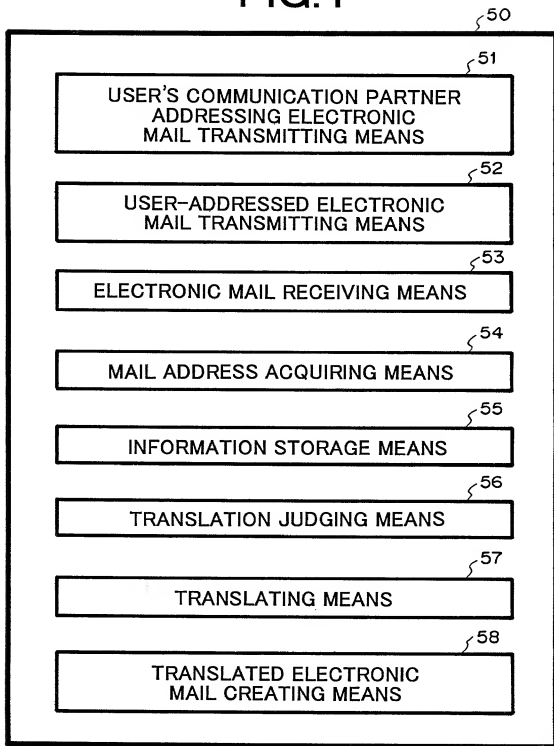 FIG.1
50
51
USER'S COMMUNICATION PARTNER
ADDRESSING ELECTRONIC
MAIL TRANSMITTING MEANS
52
USER-ADDRESSED ELECTRONIC
MAIL TRANSMITTING MEANS
53
ELECTRONIC MAIL RECEIVING MEANS
54
MAIL ADDRESS ACQUIRING MEANS
55
INFORMATION STORAGE MEANS
56
TRANSLATION JUDGING MEANS
57
TRANSLATING MEANS
58
TRANSLATED ELECTRONIC
MAIL CREATING MEANS